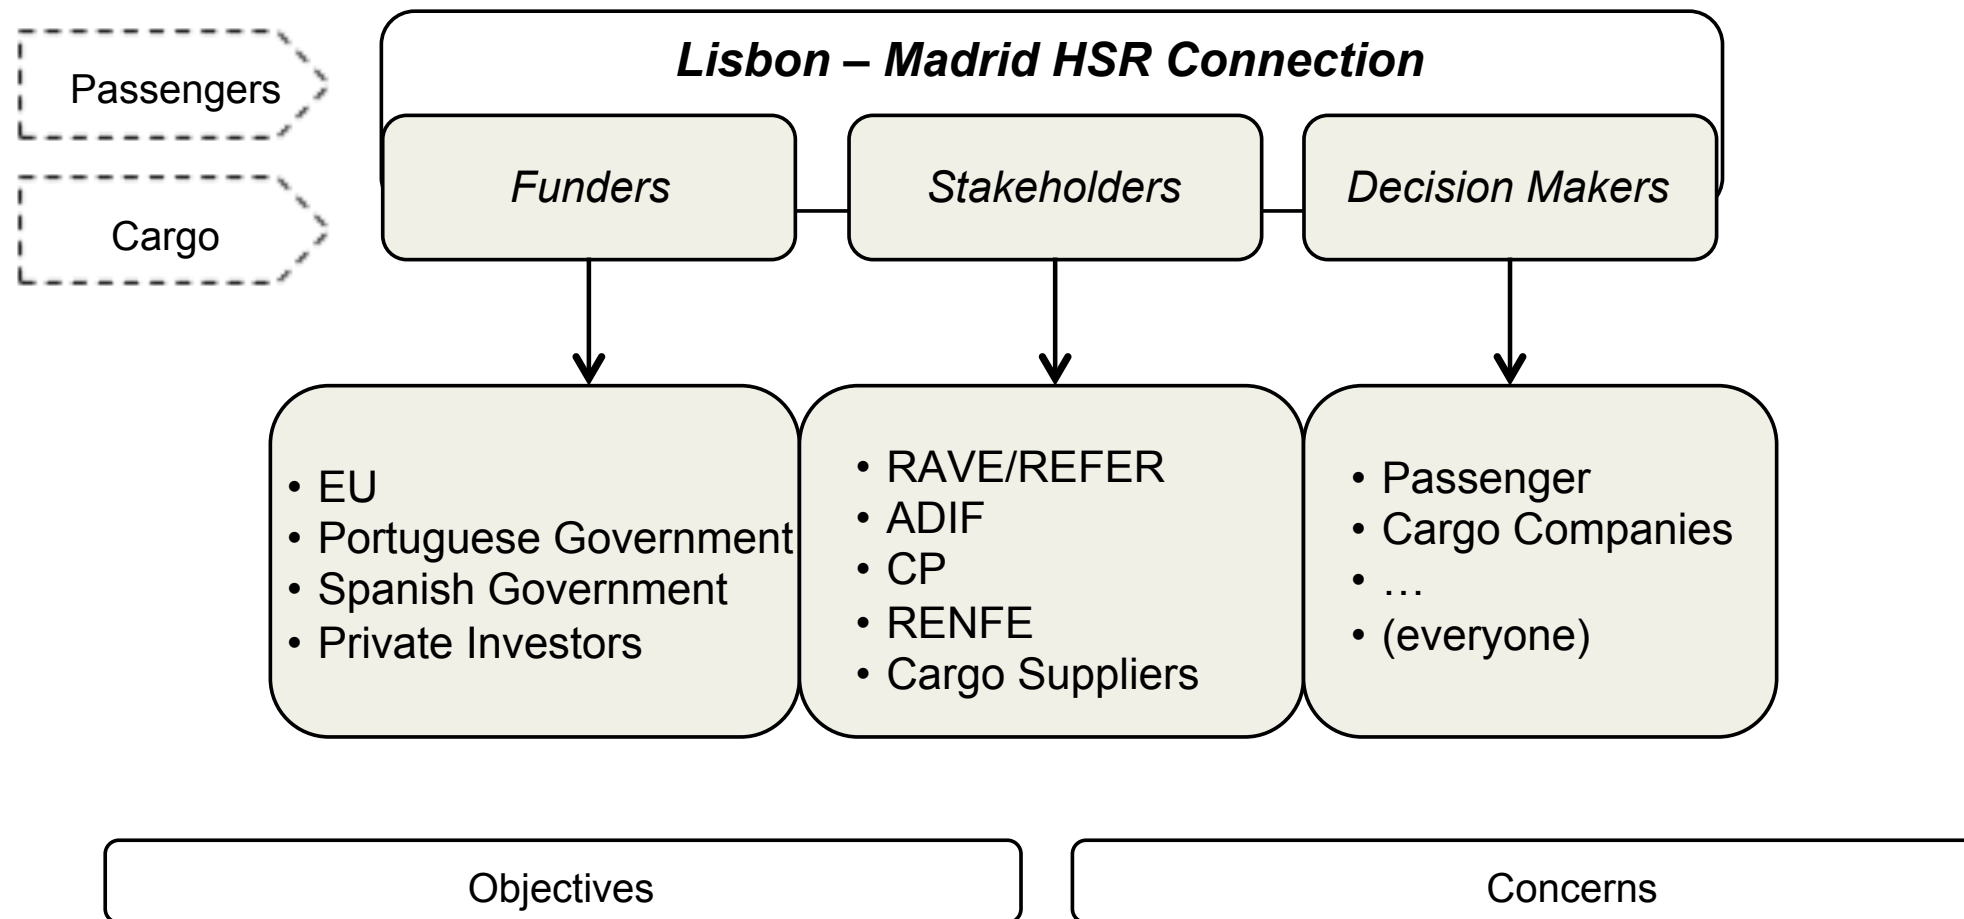 Passengers
Cargo
Lisbon – Madrid HSR Connection
Funders
Stakeholders
Decision Makers
• EU
• Portuguese Government
• Spanish Government
• Private Investors
• RAVE/REFER
• ADIF
• CP
• RENFE
• Cargo Suppliers
• Passenger
• Cargo Companies
• …
• (everyone)
Objectives
Concerns